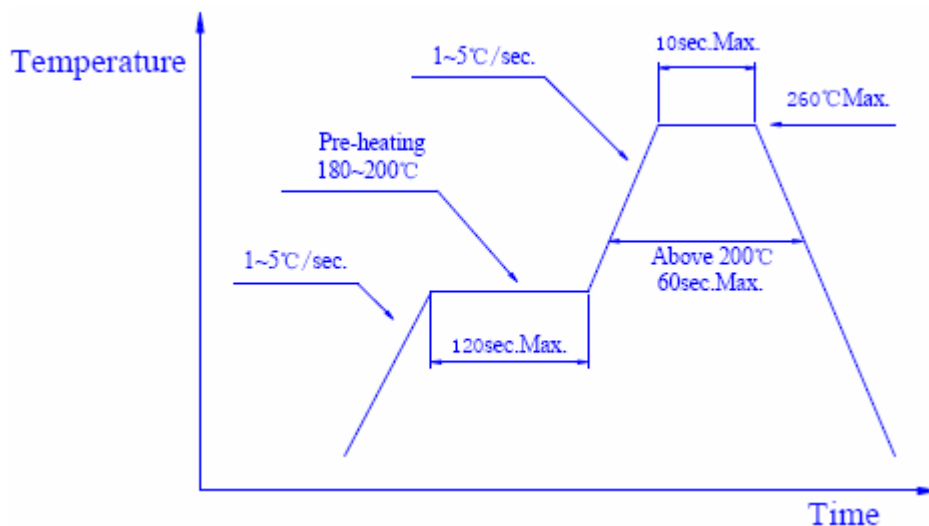 Temperature
1~5℃/sec.
10sec.Max.
260℃Max.
Pre-heating
180~200℃
1~5℃/sec.
Above 200℃
60sec.Max.
120sec.Max.
Time